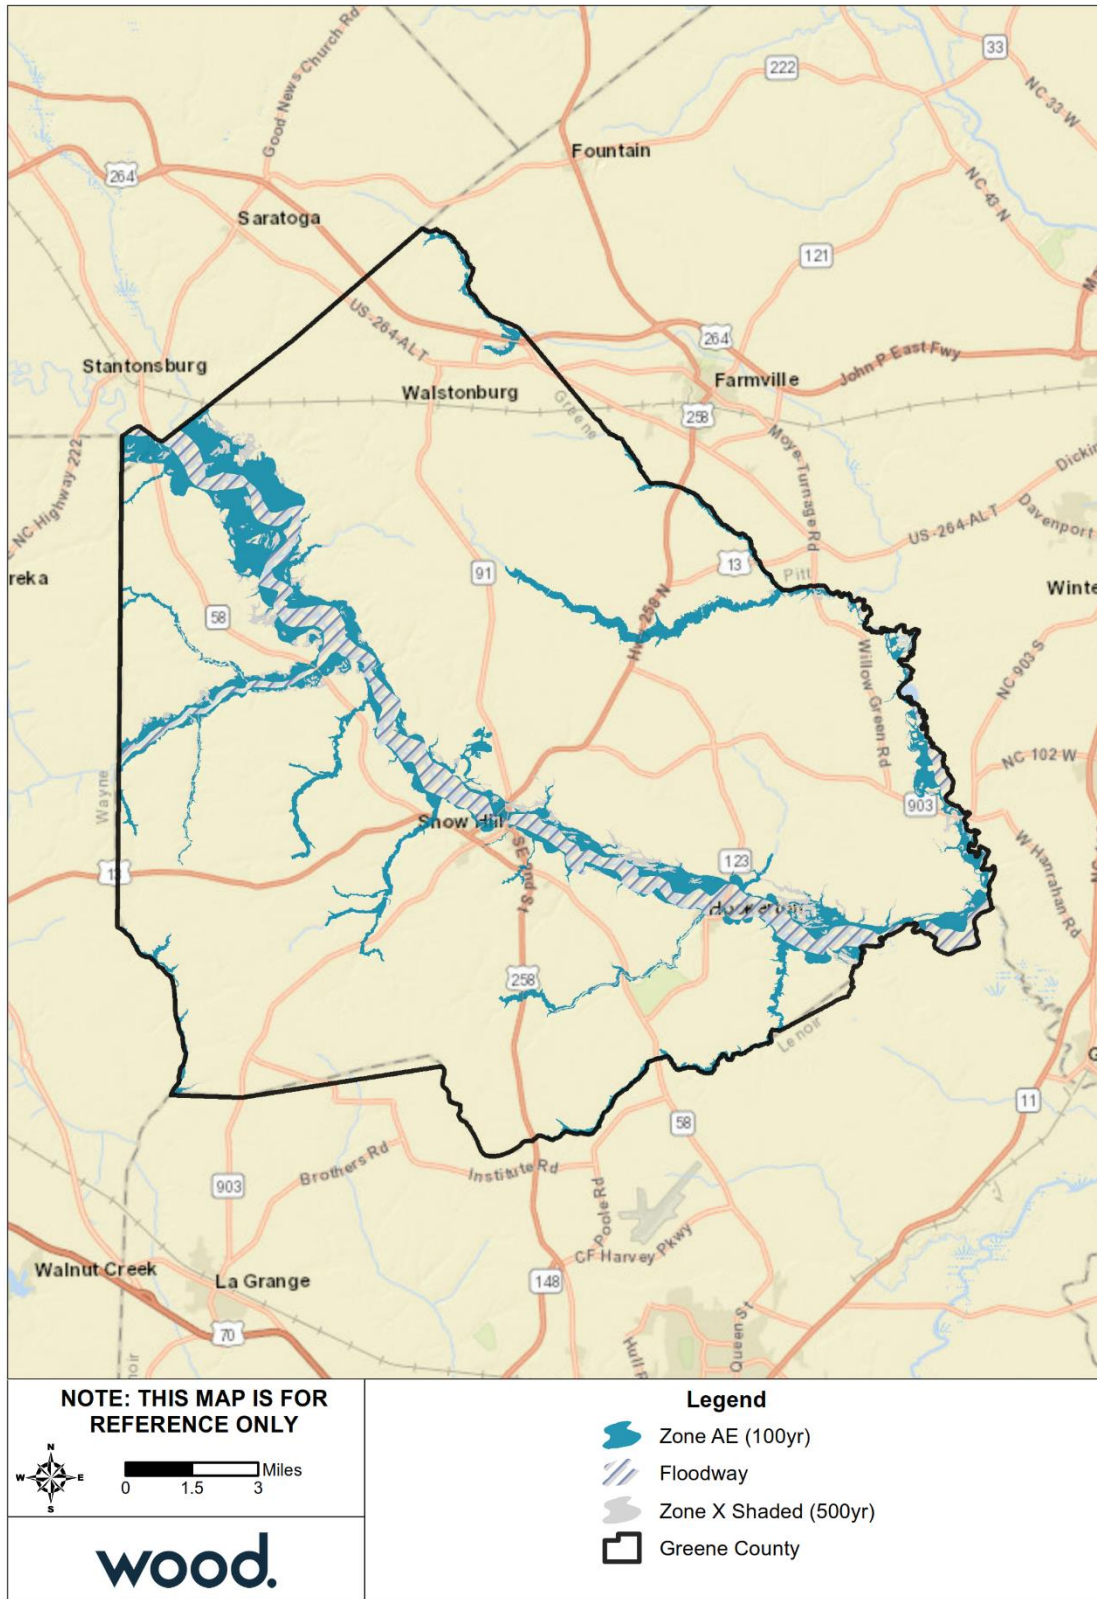 33
222
NC 33 W
Good News Church Rd
Fountain
264
NC 43 N
Saratoga
121
US-264 ALT
264
Stantonsburg
John P East Fwy
Farmville
Walstonburg
Greene
258
Moye-Turnage Rd
NC Highway 222
US-264 ALT
Davenport
13
Pitt
91
Hwy 258 N
58
Willow Green Rd
NC 903 S
NC 102 W
Wayne
903
Snow Hill
W Hanrahan Rd
123
13
SE 2nd St
258
Lenoir
11
58
Brothers Rd
Institute Rd
903
Poole Rd
CF Harvey Pkwy
Walnut Creek
La Grange
148
70
Queen St
NOTE: THIS MAP IS FOR
REFERENCE ONLY
N
W E
S
Miles
0 1.5 3
wood.
Legend
Zone AE (100yr)
Floodway
Zone X Shaded (500yr)
Greene County